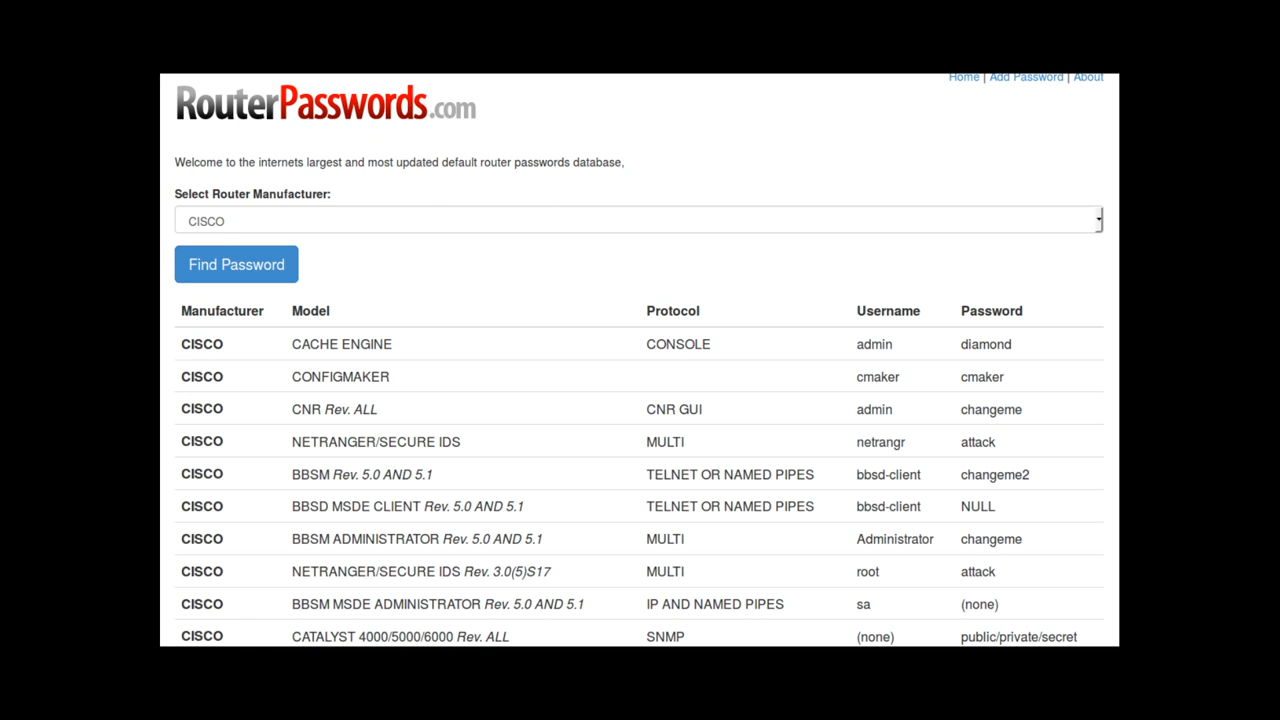 Home | Add Password | About
RouterPasswords.com
Welcome to the internets largest and most updated default router passwords database,
Select Router Manufacturer:
CISCO
Find Password
Manufacturer Model Protocol Username Password
CISCO CACHE ENGINE CONSOLE admin diamond
CISCO CONFIGMAKER cmaker cmaker
CISCO CNR Rev. ALL CNR GUI admin changeme
CISCO NETRANGER/SECURE IDS MULTI netrangr attack
CISCO BBSM Rev. 5.0 AND 5.1 TELNET OR NAMED PIPES bbsd-client changeme2
CISCO BBSD MSDE CLIENT Rev. 5.0 AND 5.1 TELNET OR NAMED PIPES bbsd-client NULL
CISCO BBSM ADMINISTRATOR Rev. 5.0 AND 5.1 MULTI Administrator changeme
CISCO NETRANGER/SECURE IDS Rev. 3.0(5)S17 MULTI root attack
CISCO BBSM MSDE ADMINISTRATOR Rev. 5.0 AND 5.1 IP AND NAMED PIPES sa (none)
CISCO CATALYST 4000/5000/6000 Rev. ALL SNMP (none) public/private/secret